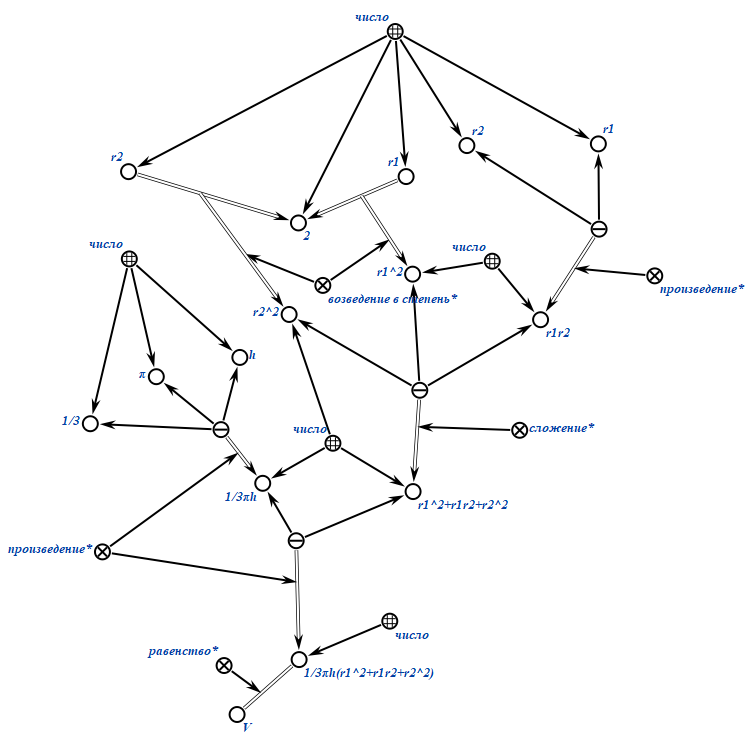 число
r2
r1
r2
r1
2
число
число
r1^2
произведение*
возведение в степень*
r2^2
r1r2
h
π
1/3
число
сложение*
1/3πh
r1^2+r1r2+r2^2
произведение*
число
равенство*
1/3πh(r1^2+r1r2+r2^2)
V